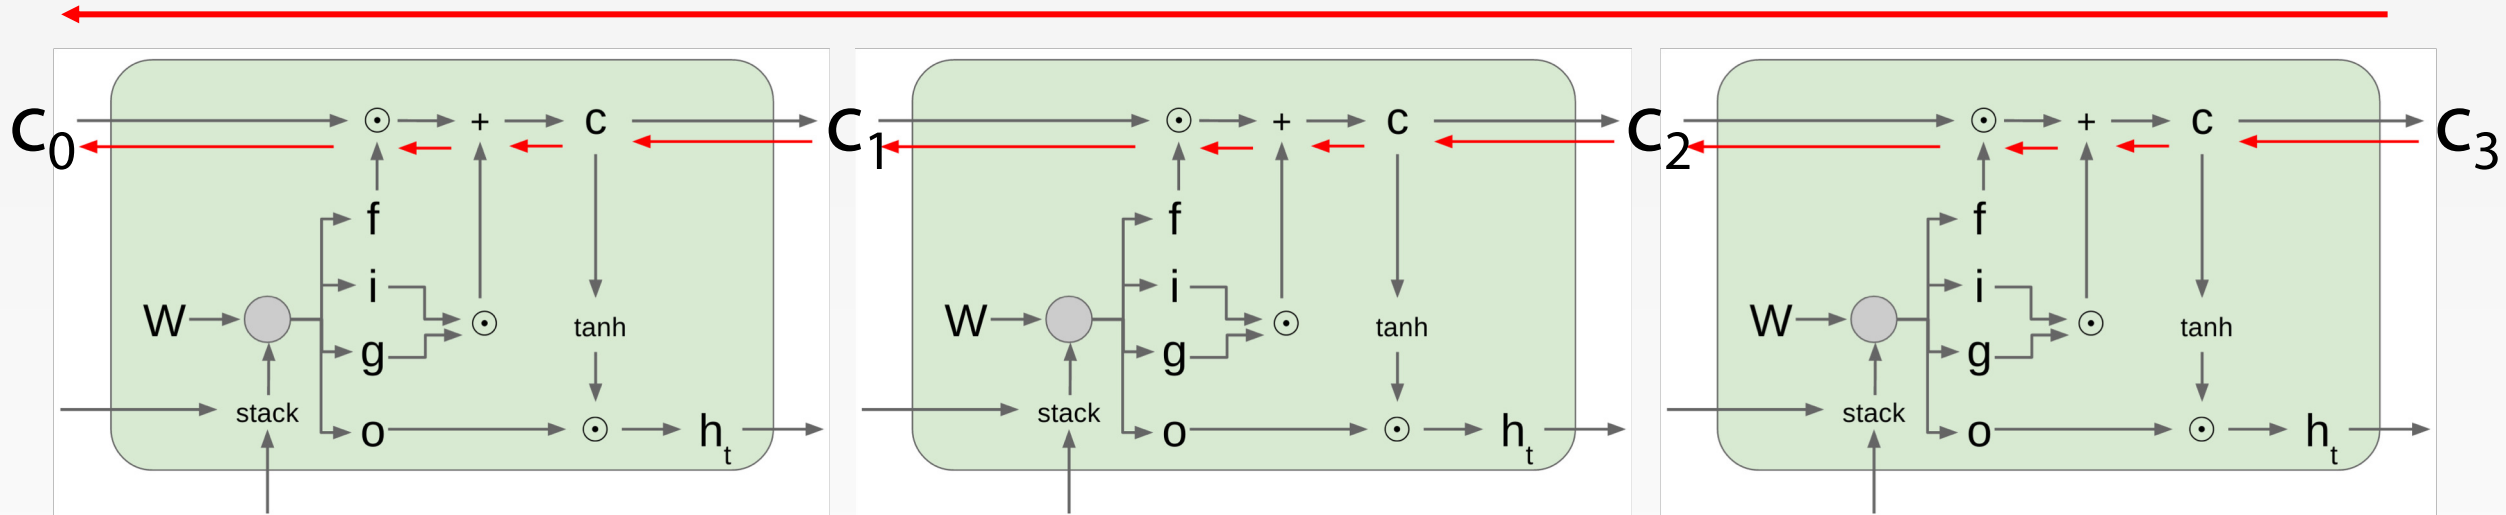 C0 ⊙ + c C1 ⊙ + c C2 ⊙ + c C3
f f f
i i i
W ⊙ tanh W ⊙ tanh W ⊙ tanh
g g g
stack stack stack
o ⊙ ht o ⊙ ht o ⊙ ht